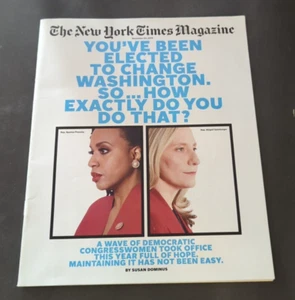 The New York Times Magazine
YOU'VE BEEN
ELECTED
TO CHANGE
WASHINGTON.
SO...HOW
EXACTLY DO YOU
DO THAT?
A WAVE OF DEMOCRATIC
CONGRESSWOMEN TOOK OFFICE
THIS YEAR FULL OF HOPE.
MAINTAINING IT HAS NOT BEEN EASY.
BY SUSAN DOMINUS